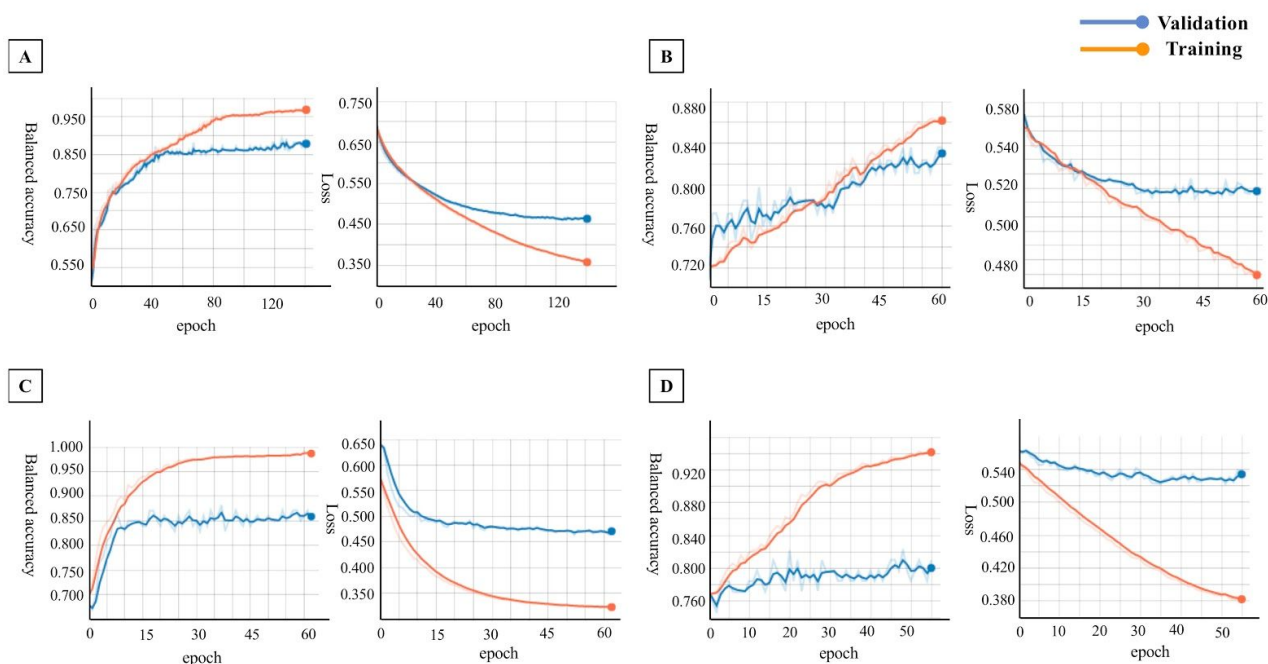 Validation
Training
A
B
Balanced accuracy
0.950
0.850
0.750
0.650
0.550
0 40 80 120
epoch
Loss
0.750
0.650
0.550
0.450
0.350
0 40 80 120
epoch
Balanced accuracy
0.880
0.840
0.800
0.760
0.720
0 15 30 45 60
epoch
Loss
0.580
0.540
0.520
0.500
0.480
0 15 30 45 60
epoch
C
D
Balanced accuracy
1.000
0.950
0.900
0.850
0.800
0.750
0.700
0 15 30 45 60
epoch
Loss
0.650
0.600
0.550
0.500
0.450
0.400
0.350
0 15 30 45 60
epoch
Balanced accuracy
0.920
0.880
0.840
0.800
0.760
0 10 20 30 40 50
epoch
Loss
0.540
0.500
0.460
0.420
0.380
0 10 20 30 40 50
epoch